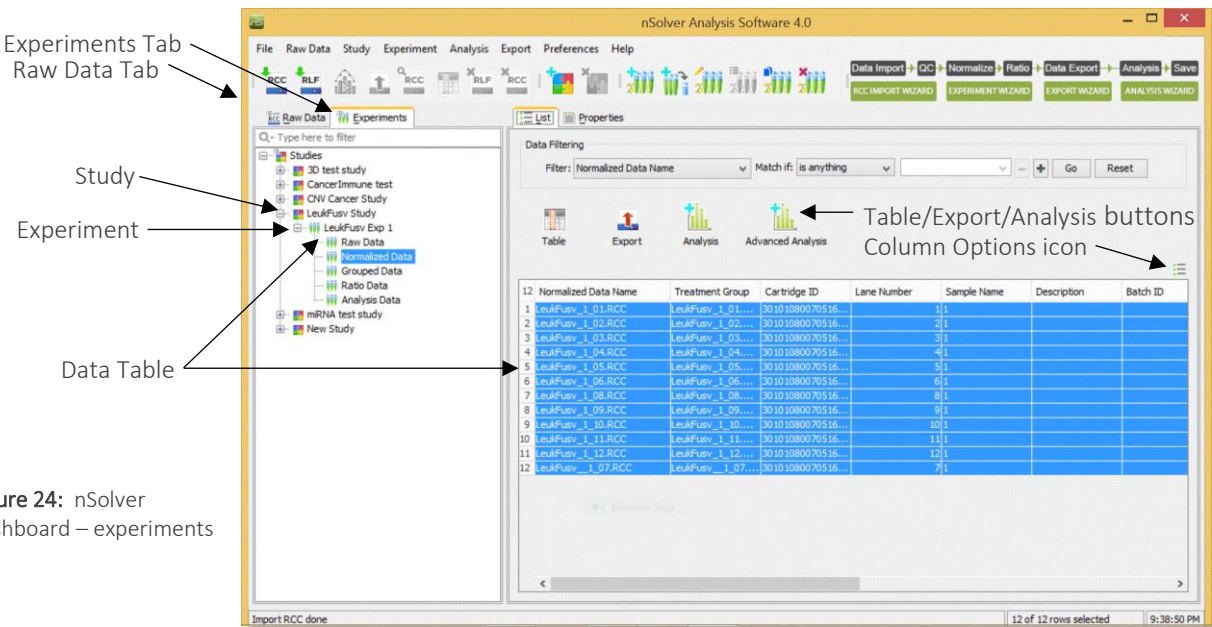 nSolver Analysis Software 4.0
File Raw Data Study Experiment Analysis Export Preferences Help
RCC RLF RCC RLF RCC
Data Import QC Normalize Ratio Data Export Analysis Save
RCC IMPORT WIZARD EXPERIMENT WIZARD EXPORT WIZARD ANALYSIS WIZARD
Experiments Tab
Raw Data Tab
Study
Experiment
Data Table
Raw Data Experiments
Type here to filter
Studies
3D test study
CancerImmune test
CNV Cancer Study
LeukFusv Study
LeukFusv Exp 1
Raw Data
Normalized Data
Grouped Data
Ratio Data
Analysis Data
miRNA test study
New Study
List Properties
Data Filtering
Filter: Normalized Data Name Match if: is anything Go Reset
Table Export Analysis Advanced Analysis
Table/Export/Analysis buttons
Column Options icon
12 Normalized Data Name Treatment Group Cartridge ID Lane Number Sample Name Description Batch ID
1 LeukFusv_1_01.RCC LeukFusv_1_01.... 30101080070516... 1 1
2 LeukFusv_1_02.RCC LeukFusv_1_02.... 30101080070516... 2 1
3 LeukFusv_1_03.RCC LeukFusv_1_03.... 30101080070516... 3 1
4 LeukFusv_1_04.RCC LeukFusv_1_04.... 30101080070516... 4 1
5 LeukFusv_1_05.RCC LeukFusv_1_05.... 30101080070516... 5 1
6 LeukFusv_1_06.RCC LeukFusv_1_06.... 30101080070516... 6 1
7 LeukFusv_1_08.RCC LeukFusv_1_08.... 30101080070516... 8 1
8 LeukFusv_1_09.RCC LeukFusv_1_09.... 30101080070516... 9 1
9 LeukFusv_1_10.RCC LeukFusv_1_10.... 30101080070516... 10 1
10 LeukFusv_1_11.RCC LeukFusv_1_11.... 30101080070516... 11 1
11 LeukFusv_1_12.RCC LeukFusv_1_12.... 30101080070516... 12 1
12 LeukFusv__1_07.RCC LeukFusv__1_07.... 30101080070516... 7 1
Window Snip
ure 24: nSolver
shboard – experiments
Import RCC done 12 of 12 rows selected 9:38:50 PM